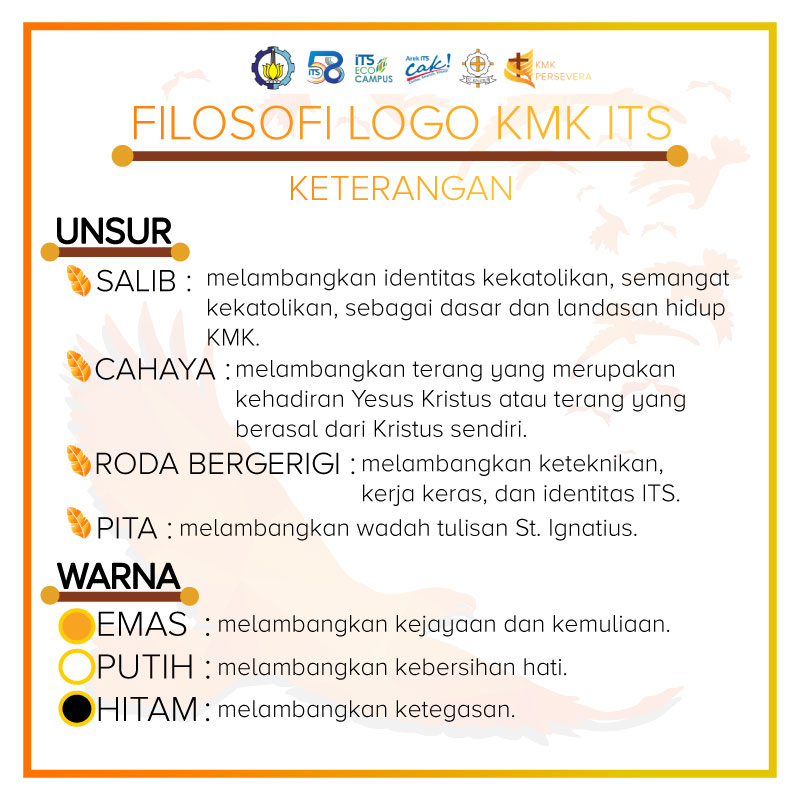 ITS
58
iTS
ECO
CAMPUS
Arek ITS
Cak!
KMK
PERSEVERA
FILOSOFI LOGO KMK ITS
KETERANGAN
UNSUR
SALIB : melambangkan identitas kekatolikan, semangat
kekatolikan, sebagai dasar dan landasan hidup
KMK.
CAHAYA : melambangkan terang yang merupakan
kehadiran Yesus Kristus atau terang yang
berasal dari Kristus sendiri.
RODA BERGERIGI : melambangkan keteknikan,
kerja keras, dan identitas ITS.
PITA : melambangkan wadah tulisan St. Ignatius.
WARNA
EMAS : melambangkan kejayaan dan kemuliaan.
PUTIH : melambangkan kebersihan hati.
HITAM : melambangkan ketegasan.